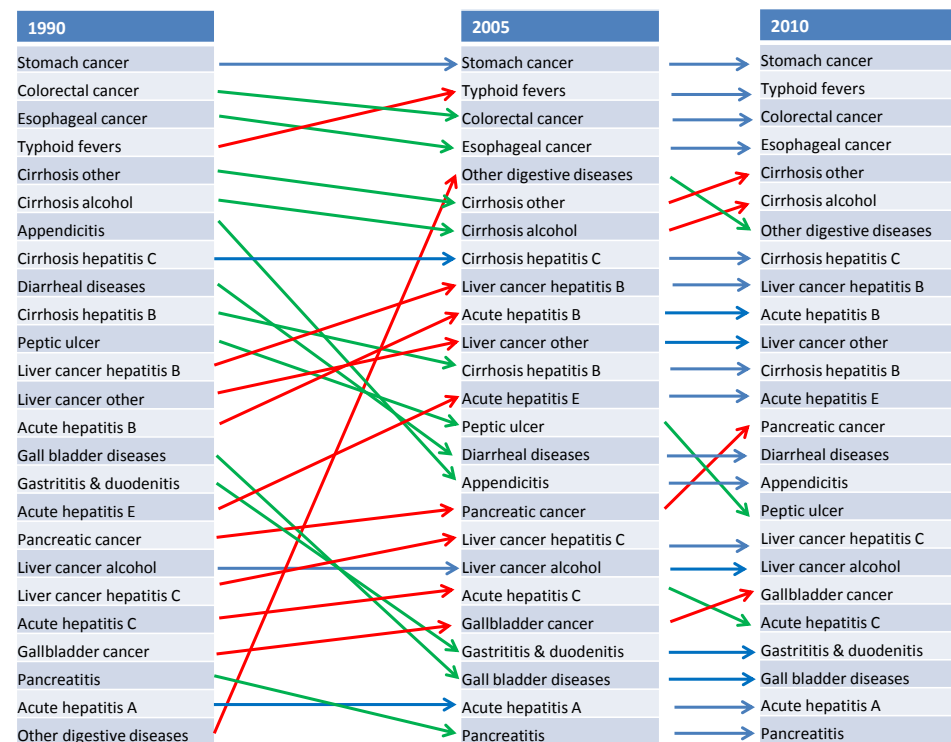 1990
Stomach cancer
Colorectal cancer
Esophageal cancer
Typhoid fevers
Cirrhosis other
Cirrhosis alcohol
Appendicitis
Cirrhosis hepatitis C
Diarrheal diseases
Cirrhosis hepatitis B
Peptic ulcer
Liver cancer hepatitis B
Liver cancer other
Acute hepatitis B
Gall bladder diseases
Gastrititis & duodenitis
Acute hepatitis E
Pancreatic cancer
Liver cancer alcohol
Liver cancer hepatitis C
Acute hepatitis C
Gallbladder cancer
Pancreatitis
Acute hepatitis A
Other digestive diseases
2005
Stomach cancer
Typhoid fevers
Colorectal cancer
Esophageal cancer
Other digestive diseases
Cirrhosis other
Cirrhosis alcohol
Cirrhosis hepatitis C
Liver cancer hepatitis B
Acute hepatitis B
Liver cancer other
Cirrhosis hepatitis B
Acute hepatitis E
Peptic ulcer
Diarrheal diseases
Appendicitis
Pancreatic cancer
Liver cancer hepatitis C
Liver cancer alcohol
Acute hepatitis C
Gallbladder cancer
Gastrititis & duodenitis
Gall bladder diseases
Acute hepatitis A
Pancreatitis
2010
Stomach cancer
Typhoid fevers
Colorectal cancer
Esophageal cancer
Cirrhosis other
Cirrhosis alcohol
Other digestive diseases
Cirrhosis hepatitis C
Liver cancer hepatitis B
Acute hepatitis B
Liver cancer other
Cirrhosis hepatitis B
Acute hepatitis E
Pancreatic cancer
Diarrheal diseases
Appendicitis
Peptic ulcer
Liver cancer hepatitis C
Liver cancer alcohol
Gallbladder cancer
Acute hepatitis C
Gastrititis & duodenitis
Gall bladder diseases
Acute hepatitis A
Pancreatitis